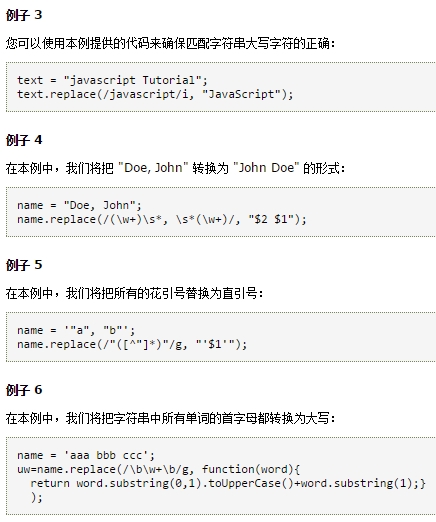 例子 3
您可以使用本例提供的代码来确保匹配字符串大写字符的正确：
text = "javascript Tutorial";
text.replace(/javascript/i, "JavaScript");
例子 4
在本例中，我们将把 "Doe, John" 转换为 "John Doe" 的形式：
name = "Doe, John";
name.replace(/(\w+)\s*, \s*(\w+)/, "$2 $1");
例子 5
在本例中，我们将把所有的花引号替换为直引号：
name = '"a", "b"';
name.replace(/"([^"]*)"/g, "'$1'");
例子 6
在本例中，我们将把字符串中所有单词的首字母都转换为大写：
name = 'aaa bbb ccc';
uw=name.replace(/\b\w+\b/g, function(word){
  return word.substring(0,1).toUpperCase()+word.substring(1);}
  );